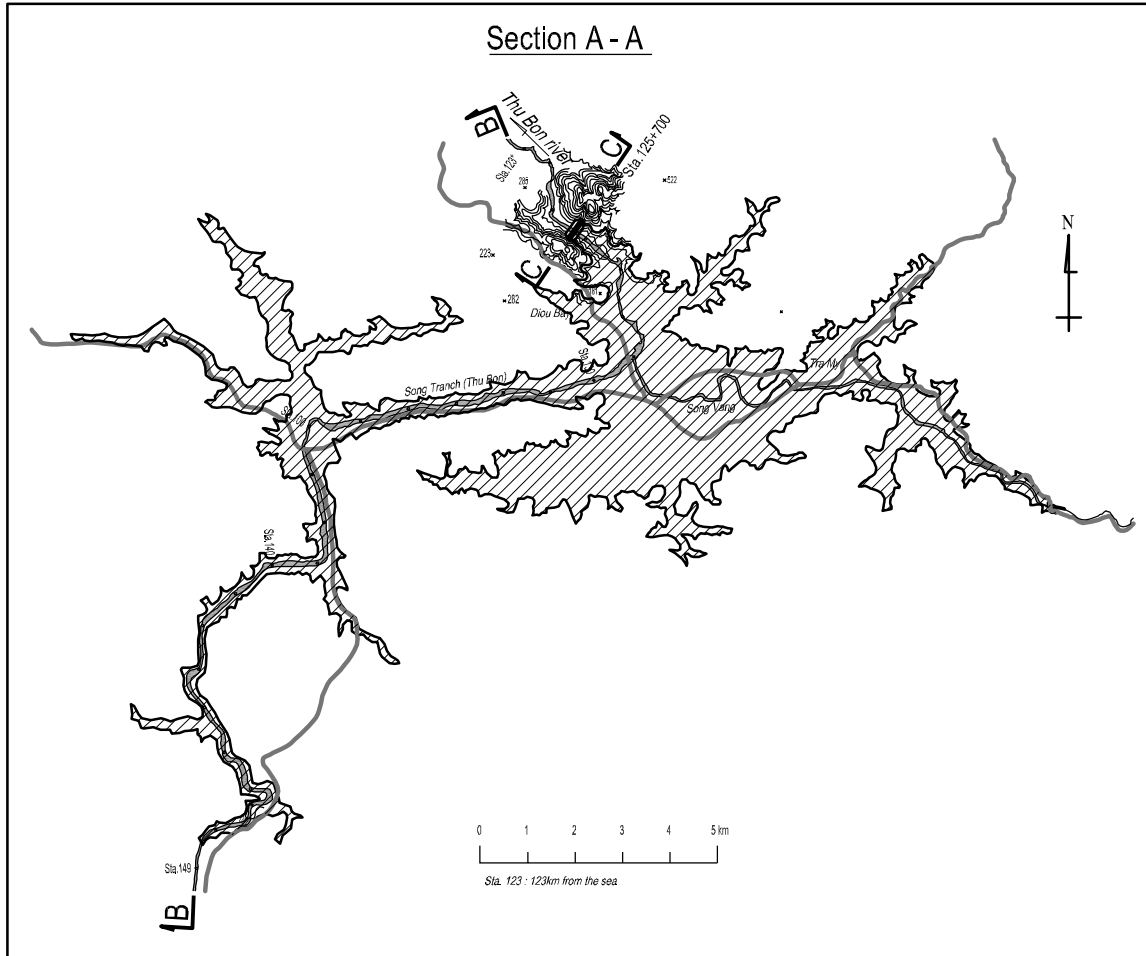 Section A - A
Thu Bon river
B
C
Sta.125+700
Sta.123
285
×522
N
223
×282
C
181
Diou Bay
Song Tranch (Thu Bon)
Tra My
Song Vang
Sta.140
0 1 2 3 4 5 km
Sta. 123 : 123km from the sea
Sta.149
B